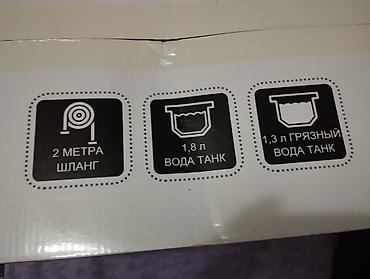 2 МЕТРА
ШЛАНГ
1,8 л
ВОДА ТАНК
1,3 л ГРЯЗНЫЙ
ВОДА ТАНК